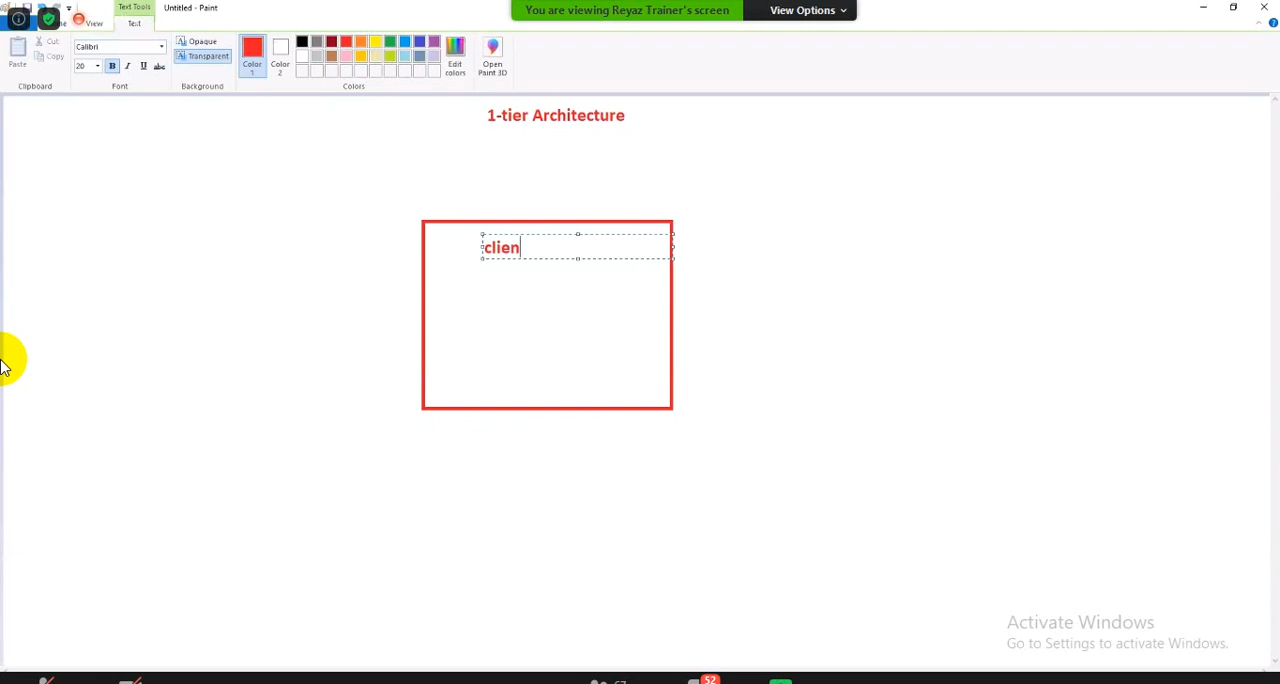 Text Tools
Untitled - Paint
You are viewing Reyaz Trainer's screen
View Options
View
Text
Paste
Cut
Copy
Clipboard
Calibri
20
B I U abc
Font
Opaque
Transparent
Background
Color 1
Color 2
Edit colors
Open Paint 3D
Colors
1-tier Architecture
clien
Activate Windows
Go to Settings to activate Windows.
52